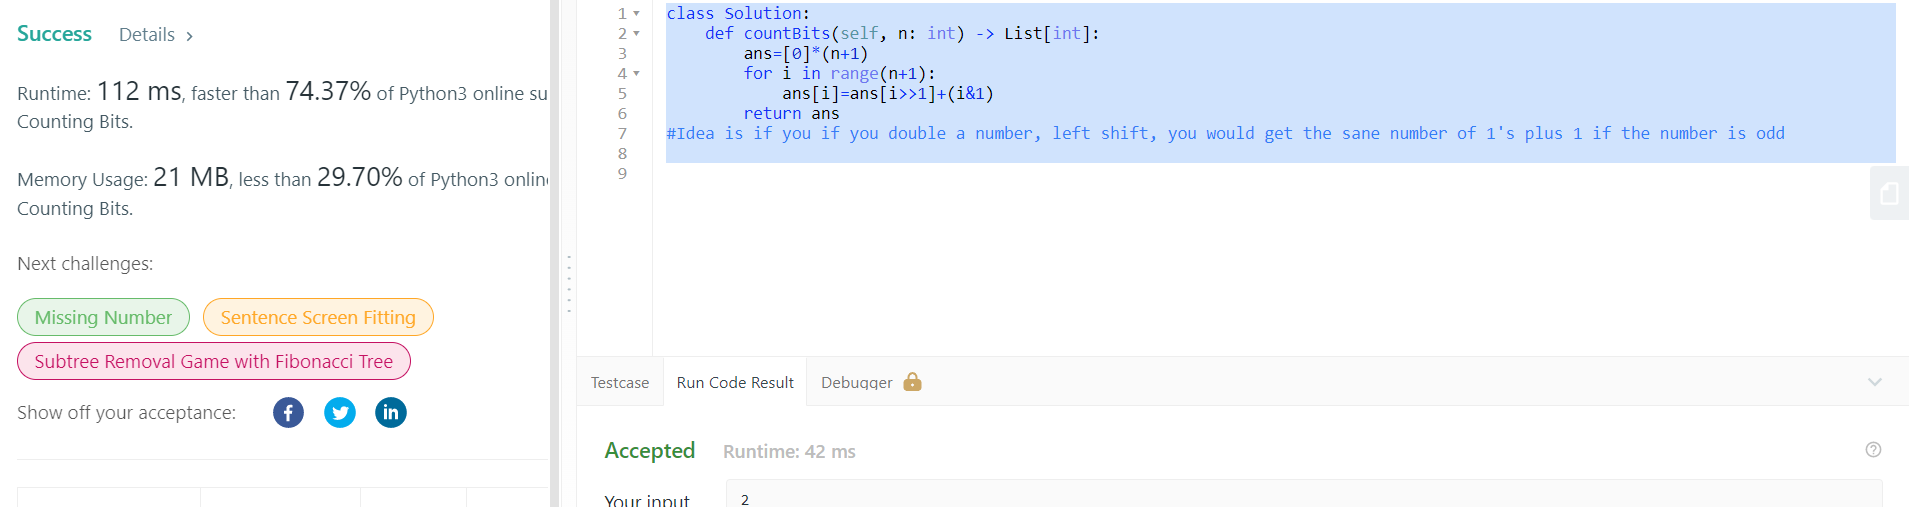 Success Details >
Runtime: 112 ms, faster than 74.37% of Python3 online su
Counting Bits.
Memory Usage: 21 MB, less than 29.70% of Python3 onlin
Counting Bits.
Next challenges:
Missing Number
Sentence Screen Fitting
Subtree Removal Game with Fibonacci Tree
Show off your acceptance:
f
in
1 class Solution:
2     def countBits(self, n: int) -> List[int]:
3         ans=[0]*(n+1)
4         for i in range(n+1):
5             ans[i]=ans[i>>1]+(i&1)
6         return ans
7 #Idea is if you if you double a number, left shift, you would get the sane number of 1's plus 1 if the number is odd
8
9
Testcase Run Code Result Debugger
Accepted Runtime: 42 ms ?
Your input 2